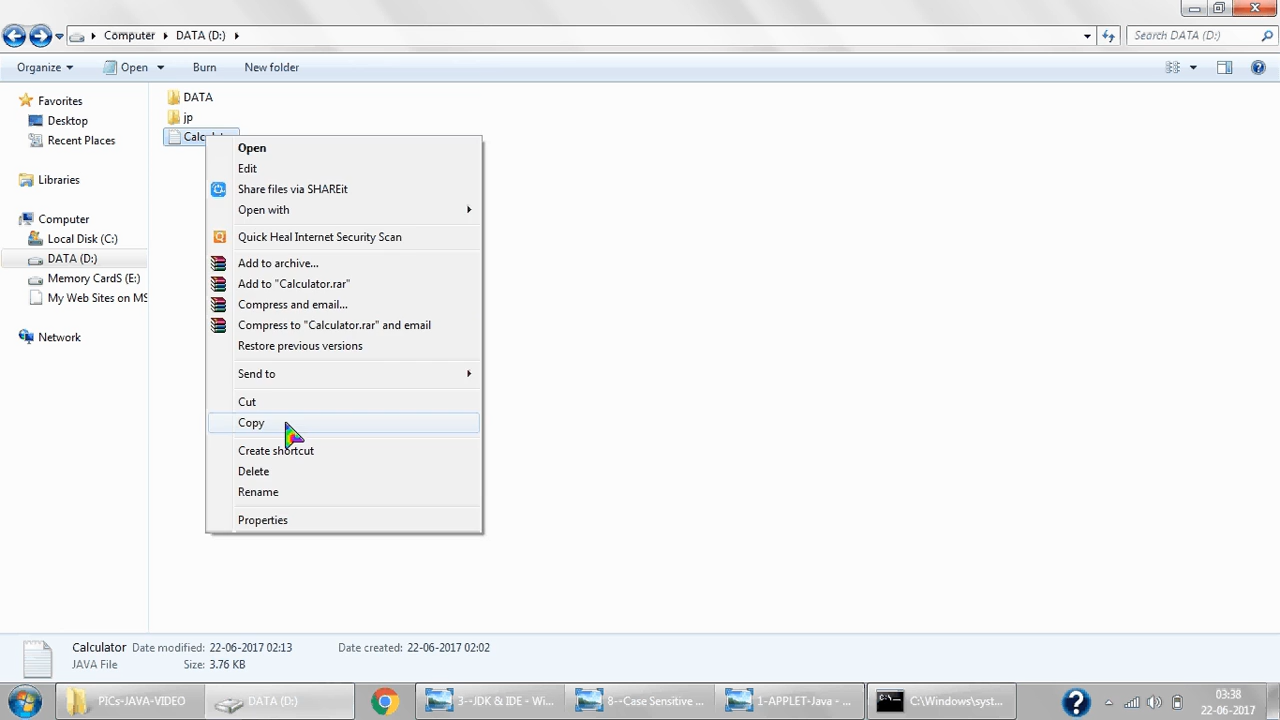 Computer DATA (D:) Search DATA (D:)
Organize Open Burn New folder
Favorites
Desktop
Recent Places
Libraries
Computer
Local Disk (C:)
DATA (D:)
Memory CardS (E:)
My Web Sites on MS
Network
DATA
jp
Open
Edit
Share files via SHAREit
Open with
Quick Heal Internet Security Scan
Add to archive...
Add to "Calculator.rar"
Compress and email...
Compress to "Calculator.rar" and email
Restore previous versions
Send to
Cut
Copy
Create shortcut
Delete
Rename
Properties
Calculator Date modified: 22-06-2017 02:13 Date created: 22-06-2017 02:02
JAVA File Size: 3.76 KB
PICs-JAVA-VIDEO DATA (D:) 3--JDK & IDE - Wi... 8--Case Sensitive ... 1-APPLET-Java - ... C:\Windows\syst... 03:38
22-06-2017